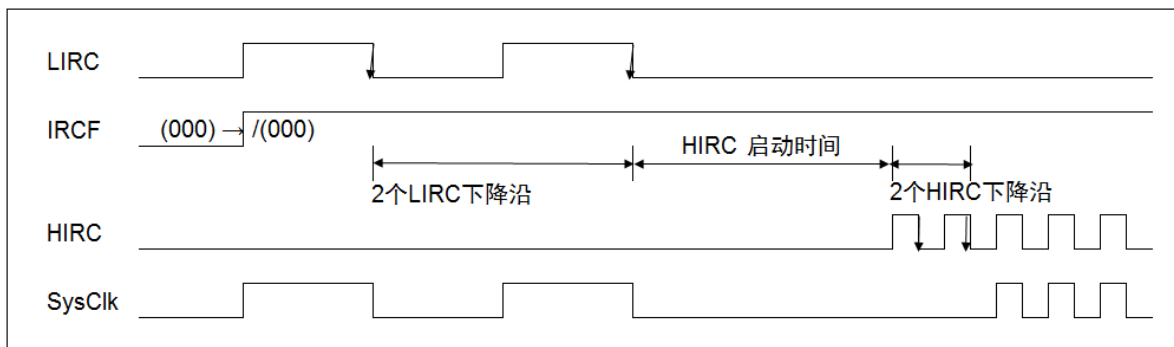 LIRC
IRCF (000) → /(000)
HIRC 启动时间
2个LIRC下降沿 2个HIRC下降沿
HIRC
SysClk